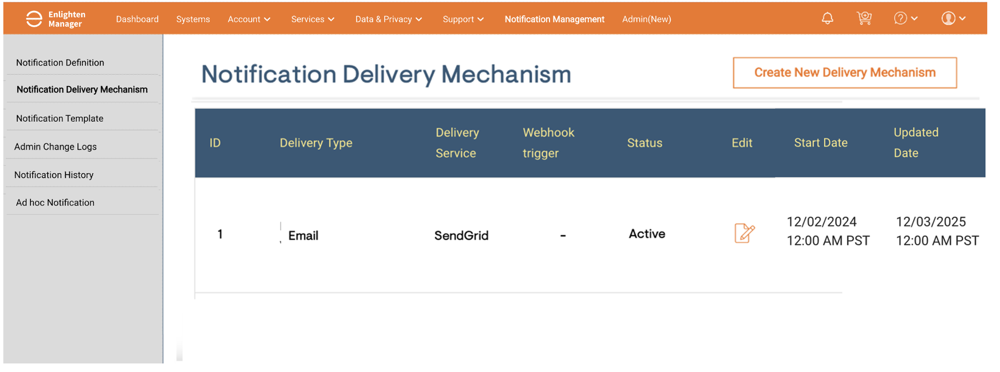 Enlighten
Manager
Dashboard
Systems
Account
Services
Data & Privacy
Support
Notification Management
Admin(New)
Notification Definition
Notification Delivery Mechanism
Notification Template
Admin Change Logs
Notification History
Ad hoc Notification
Notification Delivery Mechanism
Create New Delivery Mechanism
ID
Delivery Type
Delivery
Service
Webhook
trigger
Status
Edit
Start Date
Updated
Date
1
Email
SendGrid
-
Active
12/02/2024
12:00 AM PST
12/03/2025
12:00 AM PST